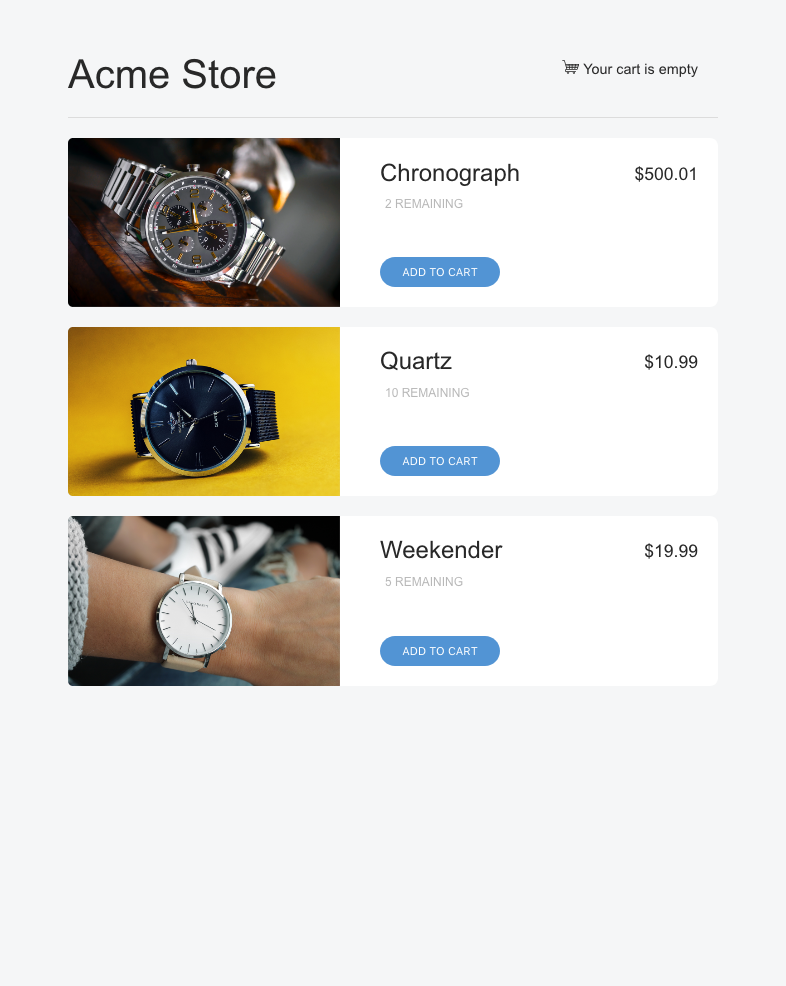 Acme Store
Your cart is empty
Chronograph
$500.01
2 REMAINING
ADD TO CART
Quartz
$10.99
10 REMAINING
ADD TO CART
Weekender
$19.99
5 REMAINING
ADD TO CART